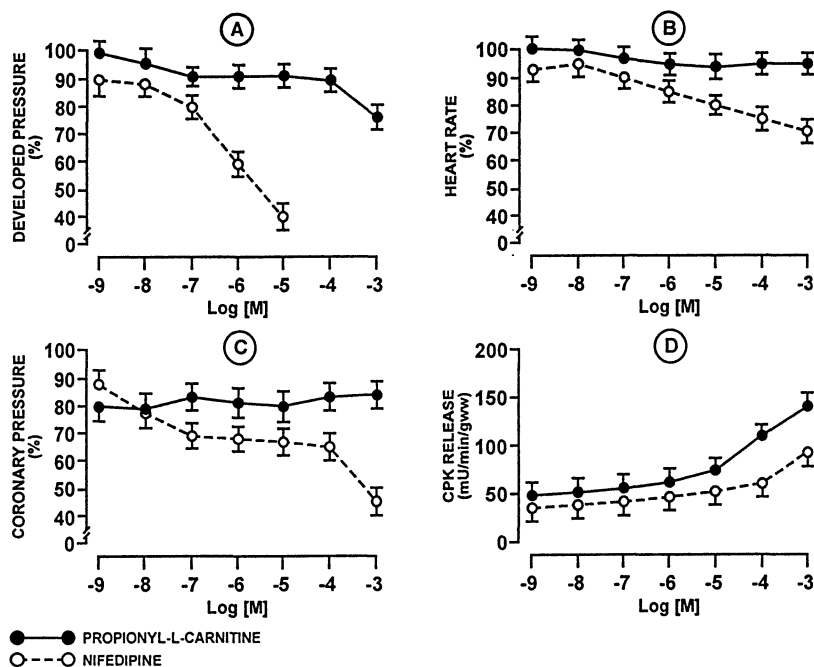 A
100
90
80
70
60
50
40
0
DEVELOPED PRESSURE
(%)
-9 -8 -7 -6 -5 -4 -3
Log [M]
B
100
90
80
70
60
50
40
0
HEART RATE
(%)
-9 -8 -7 -6 -5 -4 -3
Log [M]
C
100
90
80
70
60
50
40
0
CORONARY PRESSURE
(%)
-9 -8 -7 -6 -5 -4 -3
Log [M]
D
200
150
100
50
0
CPK RELEASE
(mU/min/gww)
-9 -8 -7 -6 -5 -4 -3
Log [M]
PROPIONYL-L-CARNITINE
NIFEDIPINE